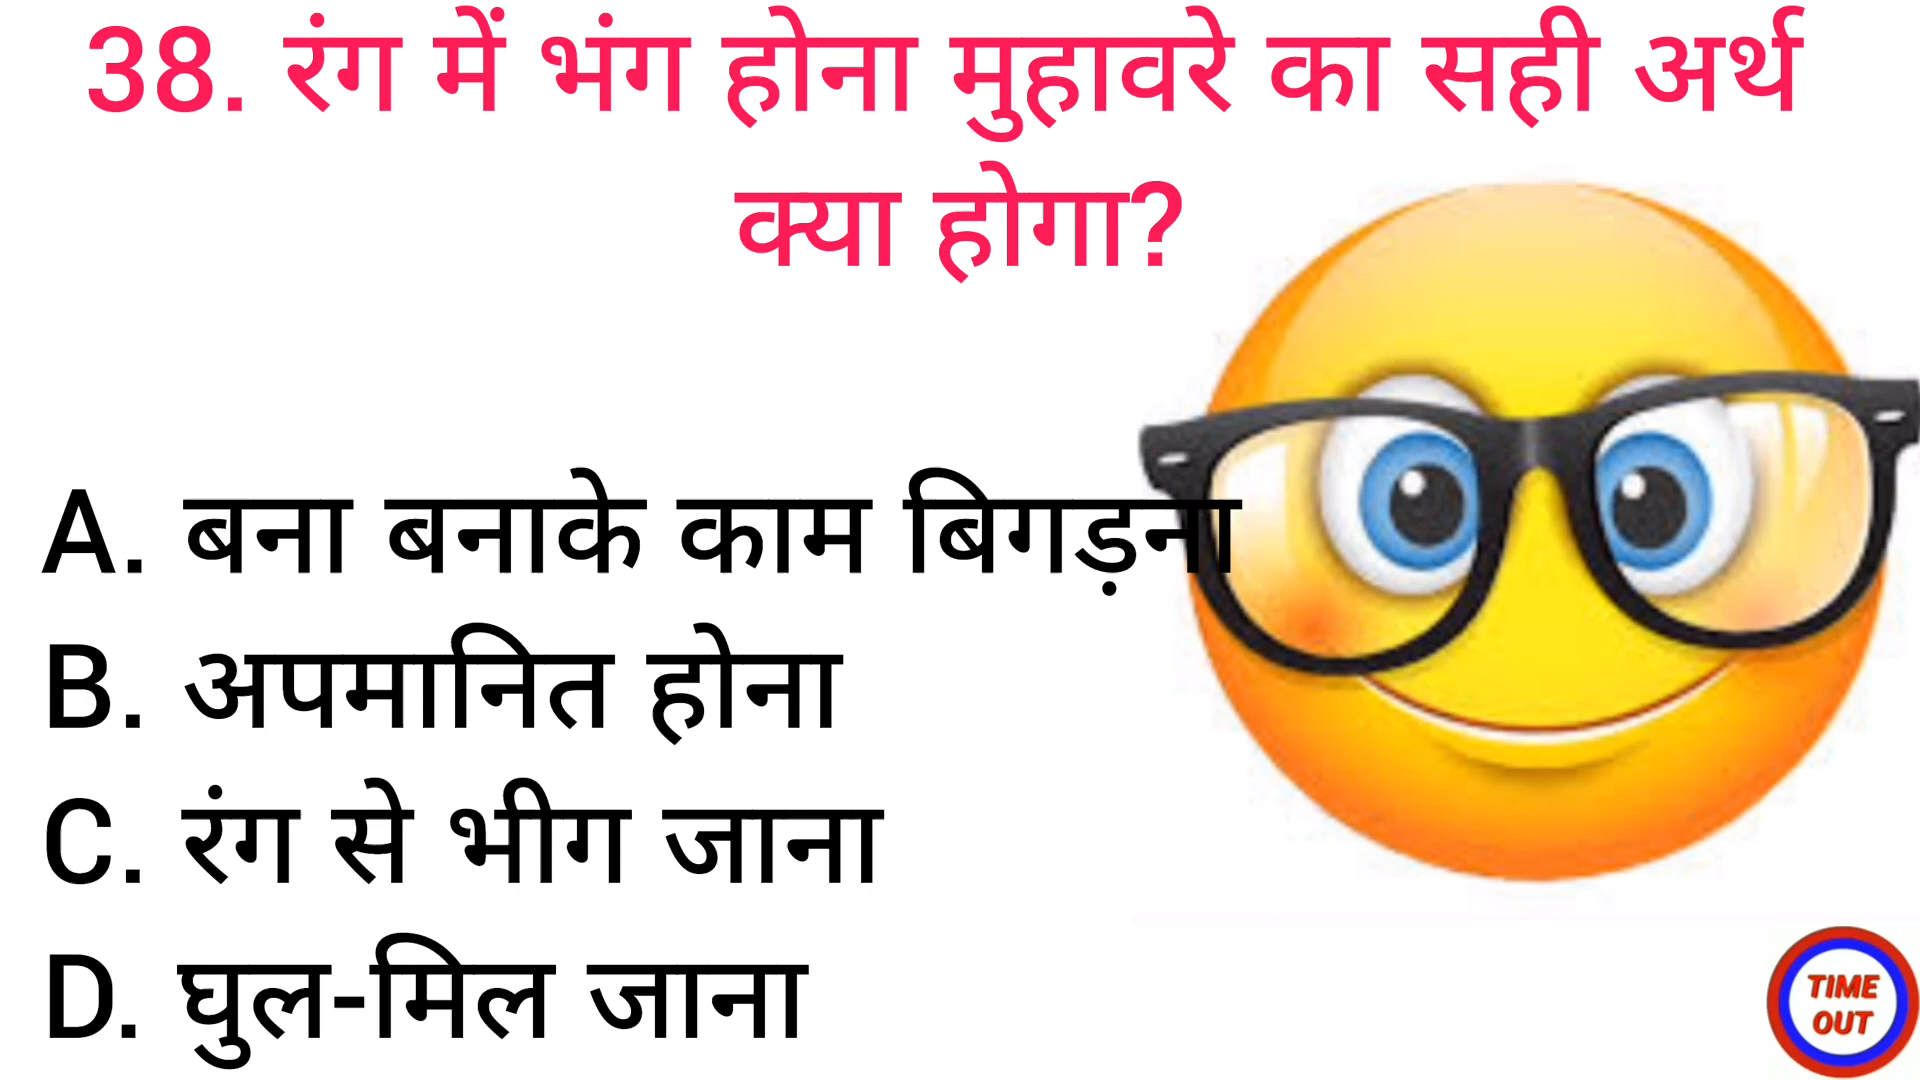 38. रंग में भंग होना मुहावरे का सही अर्थ
क्या होगा?
A. बना बनाके काम बिगड़ना
B. अपमानित होना
C. रंग से भीग जाना
D. घुल-मिल जाना
TIME
OUT